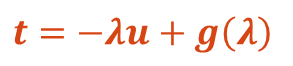 t = −λu + g(λ)